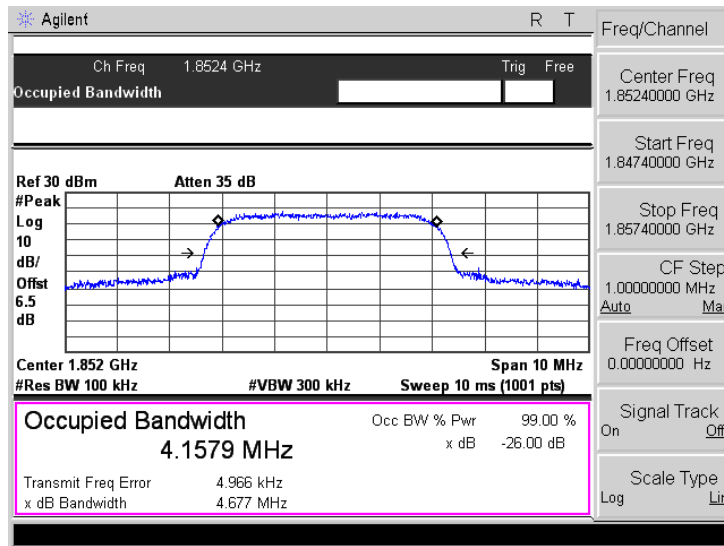 Agilent R T
Ch Freq 1.8524 GHz Trig Free
Occupied Bandwidth
Ref 30 dBm Atten 35 dB
#Peak
Log
10
dB/
Offst
6.5
dB
Center 1.852 GHz Span 10 MHz
#Res BW 100 kHz #VBW 300 kHz Sweep 10 ms (1001 pts)
Occupied Bandwidth Occ BW % Pwr 99.00 %
4.1579 MHz x dB -26.00 dB
Transmit Freq Error 4.966 kHz
x dB Bandwidth 4.677 MHz
Freq/Channel
Center Freq
1.85240000 GHz
Start Freq
1.84740000 GHz
Stop Freq
1.85740000 GHz
CF Step
1.00000000 MHz
Auto Ma
Freq Offset
0.00000000 Hz
Signal Track
On Off
Scale Type
Log Lin